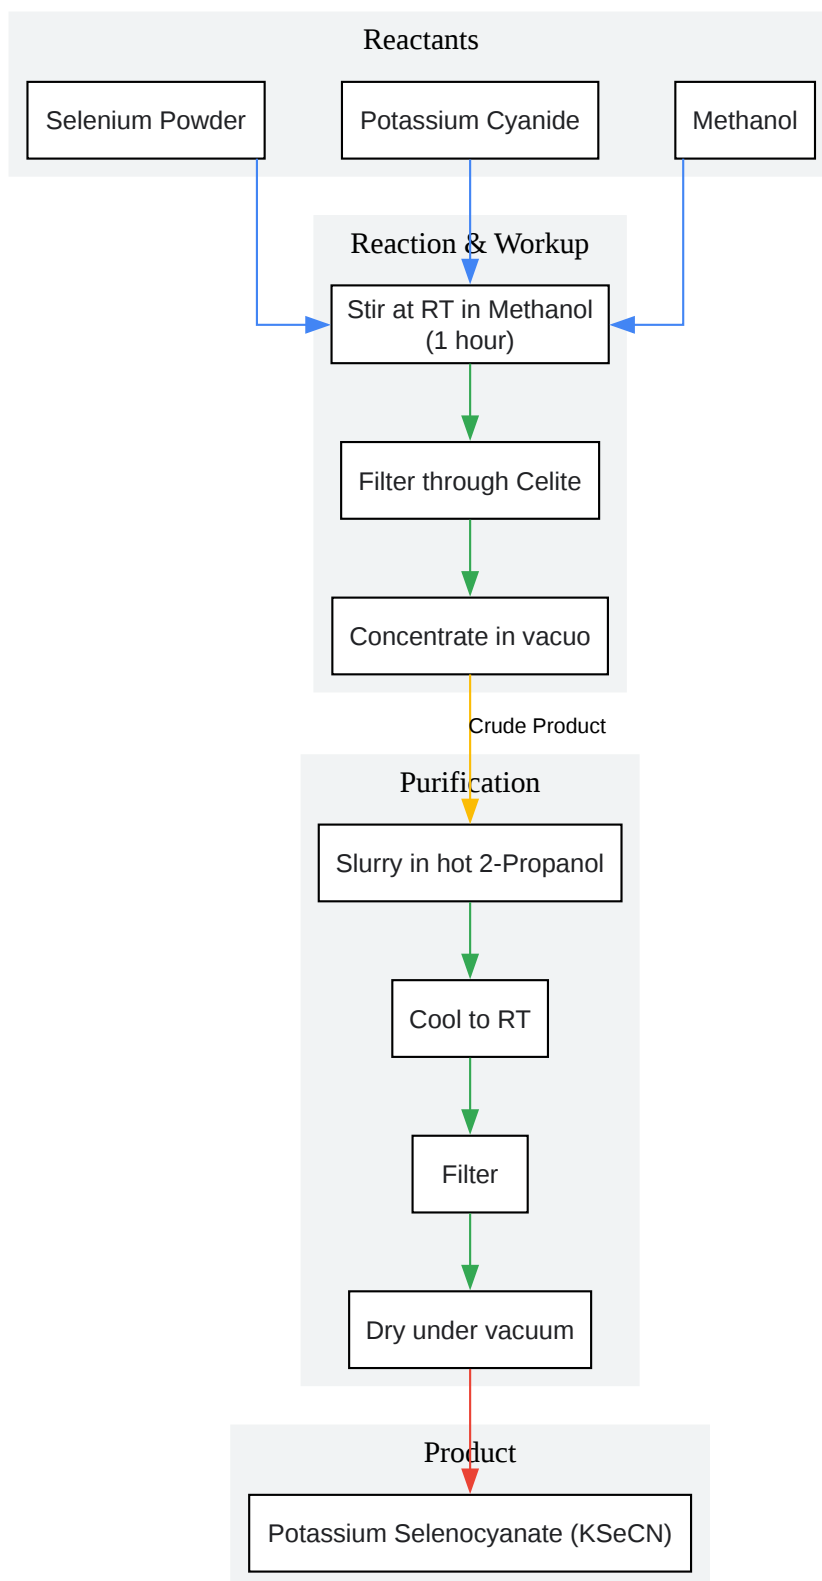 Reactants
Selenium Powder
Potassium Cyanide
Methanol
Reaction & Workup
Stir at RT in Methanol
(1 hour)
Filter through Celite
Concentrate in vacuo
Crude Product
Purification
Slurry in hot 2-Propanol
Cool to RT
Filter
Dry under vacuum
Product
Potassium Selenocyanate (KSeCN)